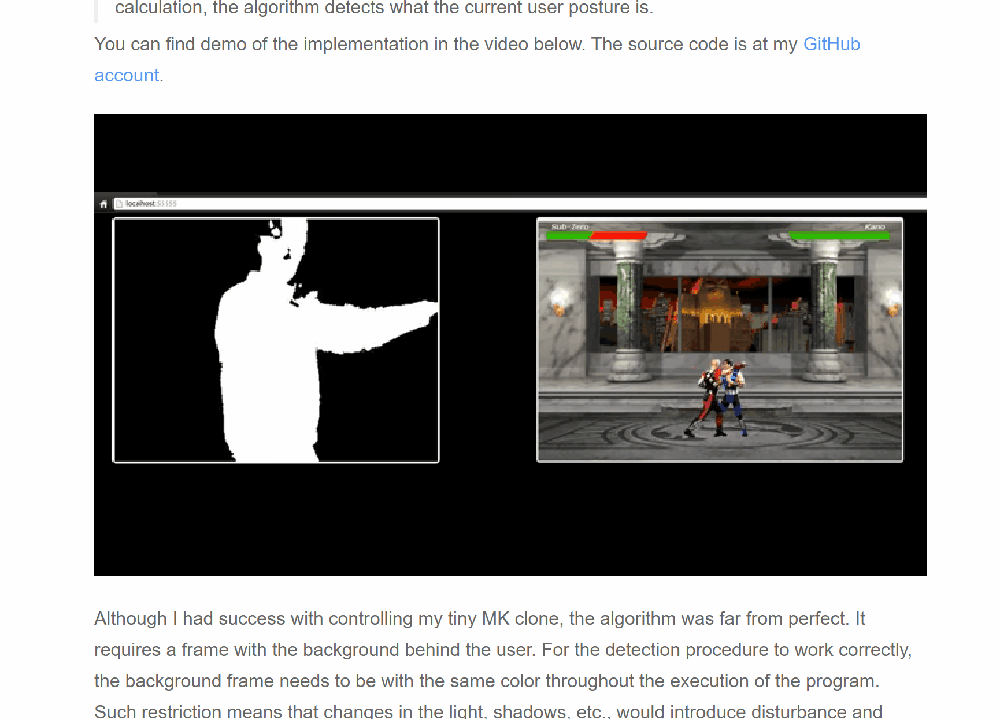 calculation, the algorithm detects what the current user posture is.
You can find demo of the implementation in the video below. The source code is at my GitHub
account.
localhost:55555
Sub-Zero
Kano
Although I had success with controlling my tiny MK clone, the algorithm was far from perfect. It
requires a frame with the background behind the user. For the detection procedure to work correctly,
the background frame needs to be with the same color throughout the execution of the program.
Such restriction means that changes in the light, shadows, etc., would introduce disturbance and